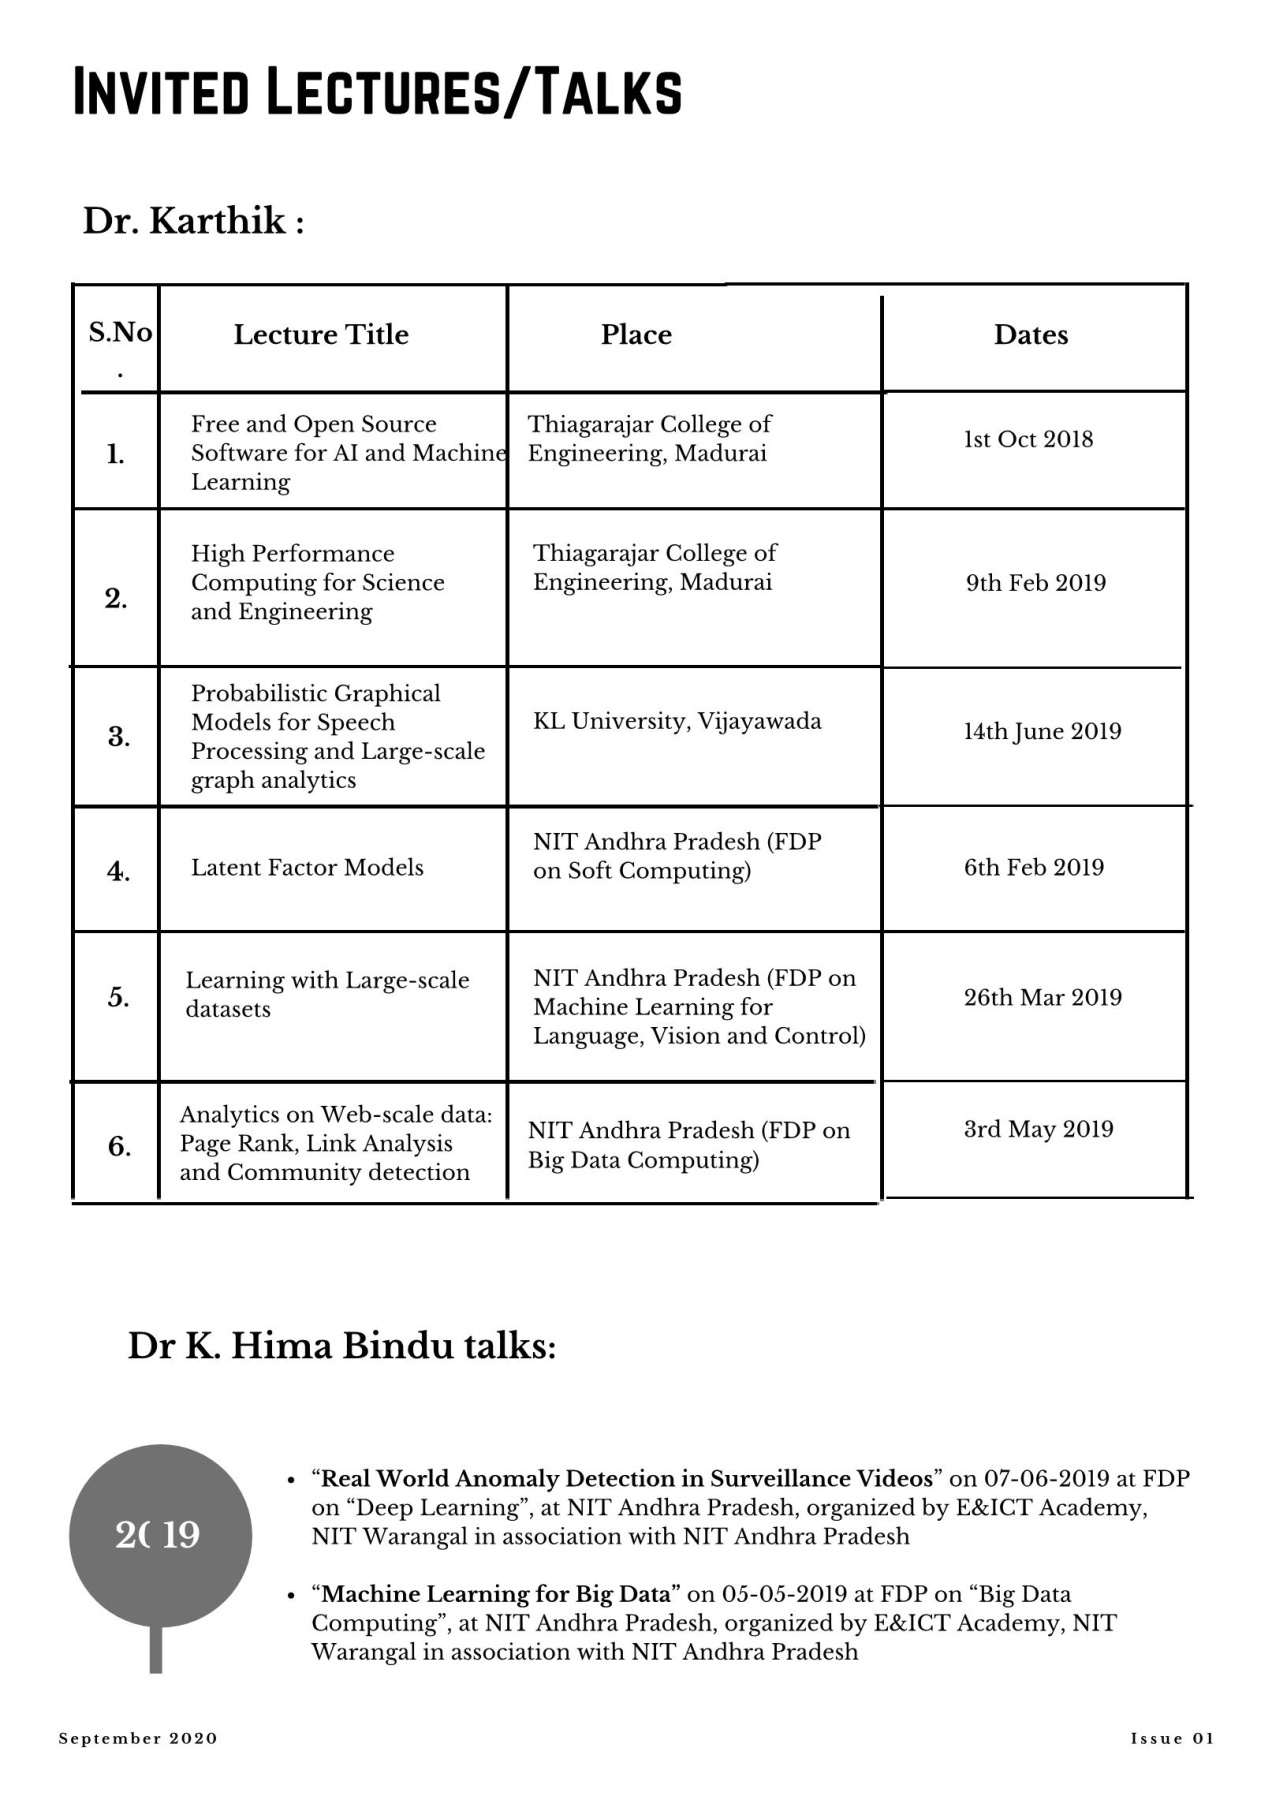 INVITED LECTURES/TALKS
Dr. Karthik :
S.No
.
Lecture Title
Place
Dates
1.
Free and Open Source
Software for AI and Machine
Learning
Thiagarajar College of
Engineering, Madurai
1st Oct 2018
2.
High Performance
Computing for Science
and Engineering
Thiagarajar College of
Engineering, Madurai
9th Feb 2019
3.
Probabilistic Graphical
Models for Speech
Processing and Large-scale
graph analytics
KL University, Vijayawada
14th June 2019
4.
Latent Factor Models
NIT Andhra Pradesh (FDP
on Soft Computing)
6th Feb 2019
5.
Learning with Large-scale
datasets
NIT Andhra Pradesh (FDP on
Machine Learning for
Language, Vision and Control)
26th Mar 2019
6.
Analytics on Web-scale data:
Page Rank, Link Analysis
and Community detection
NIT Andhra Pradesh (FDP on
Big Data Computing)
3rd May 2019
Dr K. Hima Bindu talks:
2( 19
• “Real World Anomaly Detection in Surveillance Videos” on 07-06-2019 at FDP
on “Deep Learning”, at NIT Andhra Pradesh, organized by E&ICT Academy,
NIT Warangal in association with NIT Andhra Pradesh
• “Machine Learning for Big Data” on 05-05-2019 at FDP on “Big Data
Computing”, at NIT Andhra Pradesh, organized by E&ICT Academy, NIT
Warangal in association with NIT Andhra Pradesh
September 2020
Issue 01